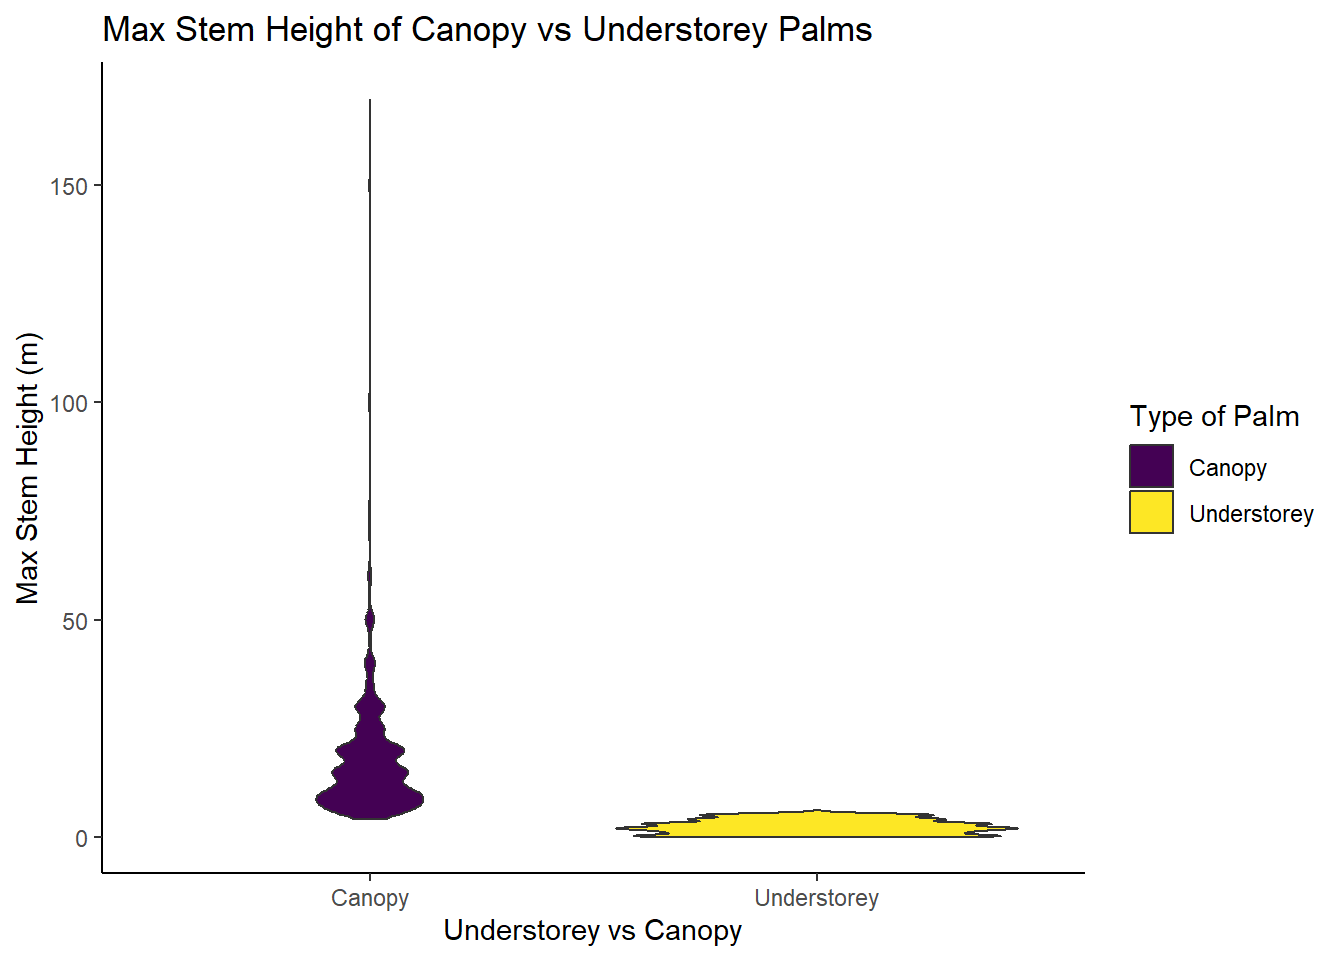 Max Stem Height of Canopy vs Understorey Palms
Max Stem Height (m)
150
100
50
0
Canopy
Understorey
Understorey vs Canopy
Type of Palm
Canopy
Understorey